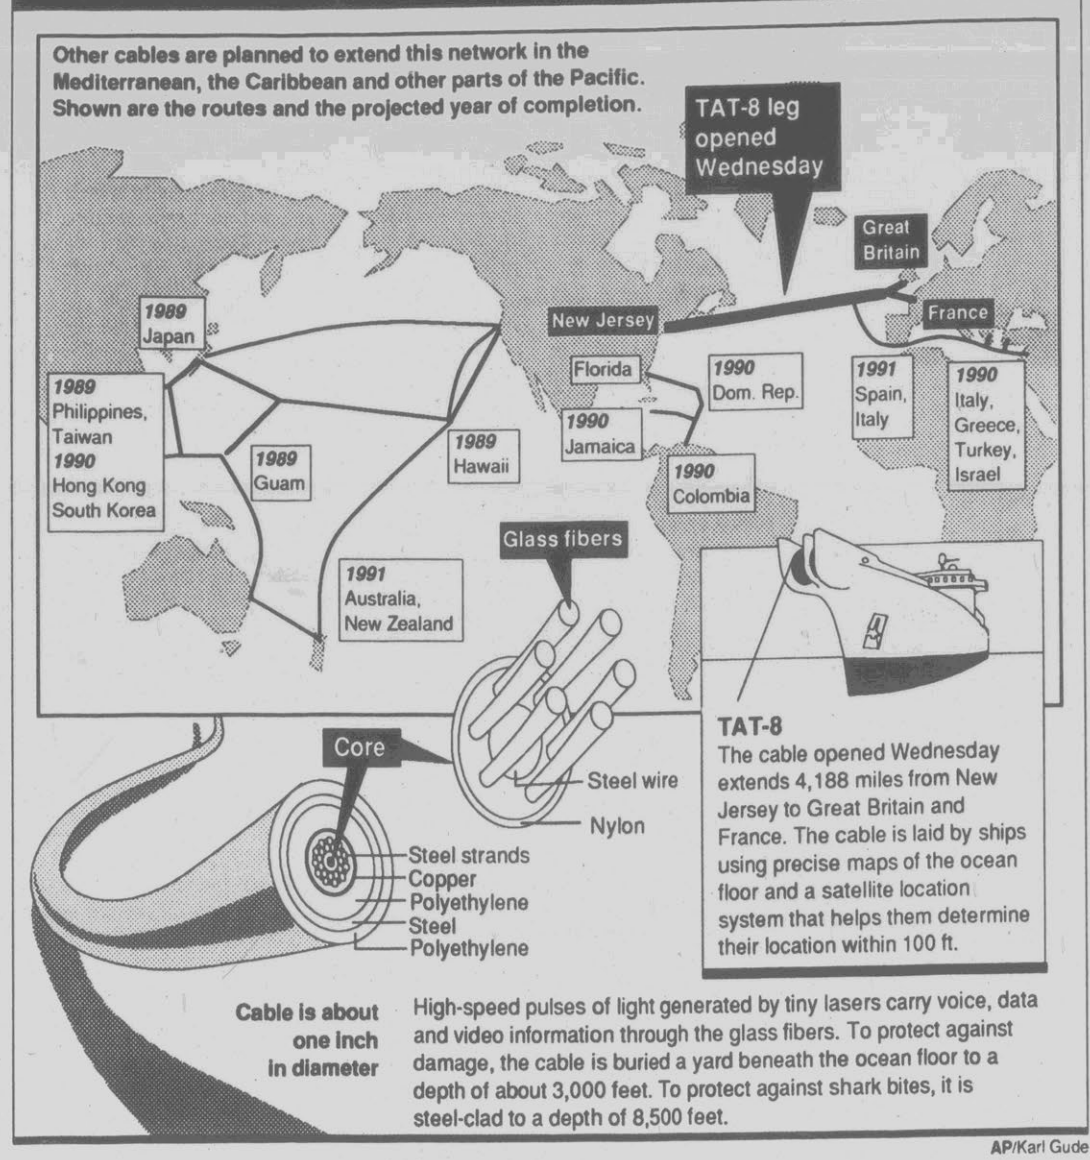 Other cables are planned to extend this network in the
Mediterranean, the Caribbean and other parts of the Pacific.
Shown are the routes and the projected year of completion.
TAT-8 leg
opened
Wednesday
Great
Britain
France
New Jersey
1989
Japan
1989
Philippines,
Taiwan
1990
Hong Kong
South Korea
1989
Guam
1989
Hawaii
1991
Australia,
New Zealand
Florida
1990
Jamaica
1990
Dom. Rep.
1990
Colombia
1991
Spain,
Italy
1990
Italy,
Greece,
Turkey,
Israel
Glass fibers
Core
Steel wire
Nylon
Steel strands
Copper
Polyethylene
Steel
Polyethylene
TAT-8
The cable opened Wednesday
extends 4,188 miles from New
Jersey to Great Britain and
France. The cable is laid by ships
using precise maps of the ocean
floor and a satellite location
system that helps them determine
their location within 100 ft.
Cable is about
one inch
in diameter
High-speed pulses of light generated by tiny lasers carry voice, data
and video information through the glass fibers. To protect against
damage, the cable is buried a yard beneath the ocean floor to a
depth of about 3,000 feet. To protect against shark bites, it is
steel-clad to a depth of 8,500 feet.
AP/Karl Gude